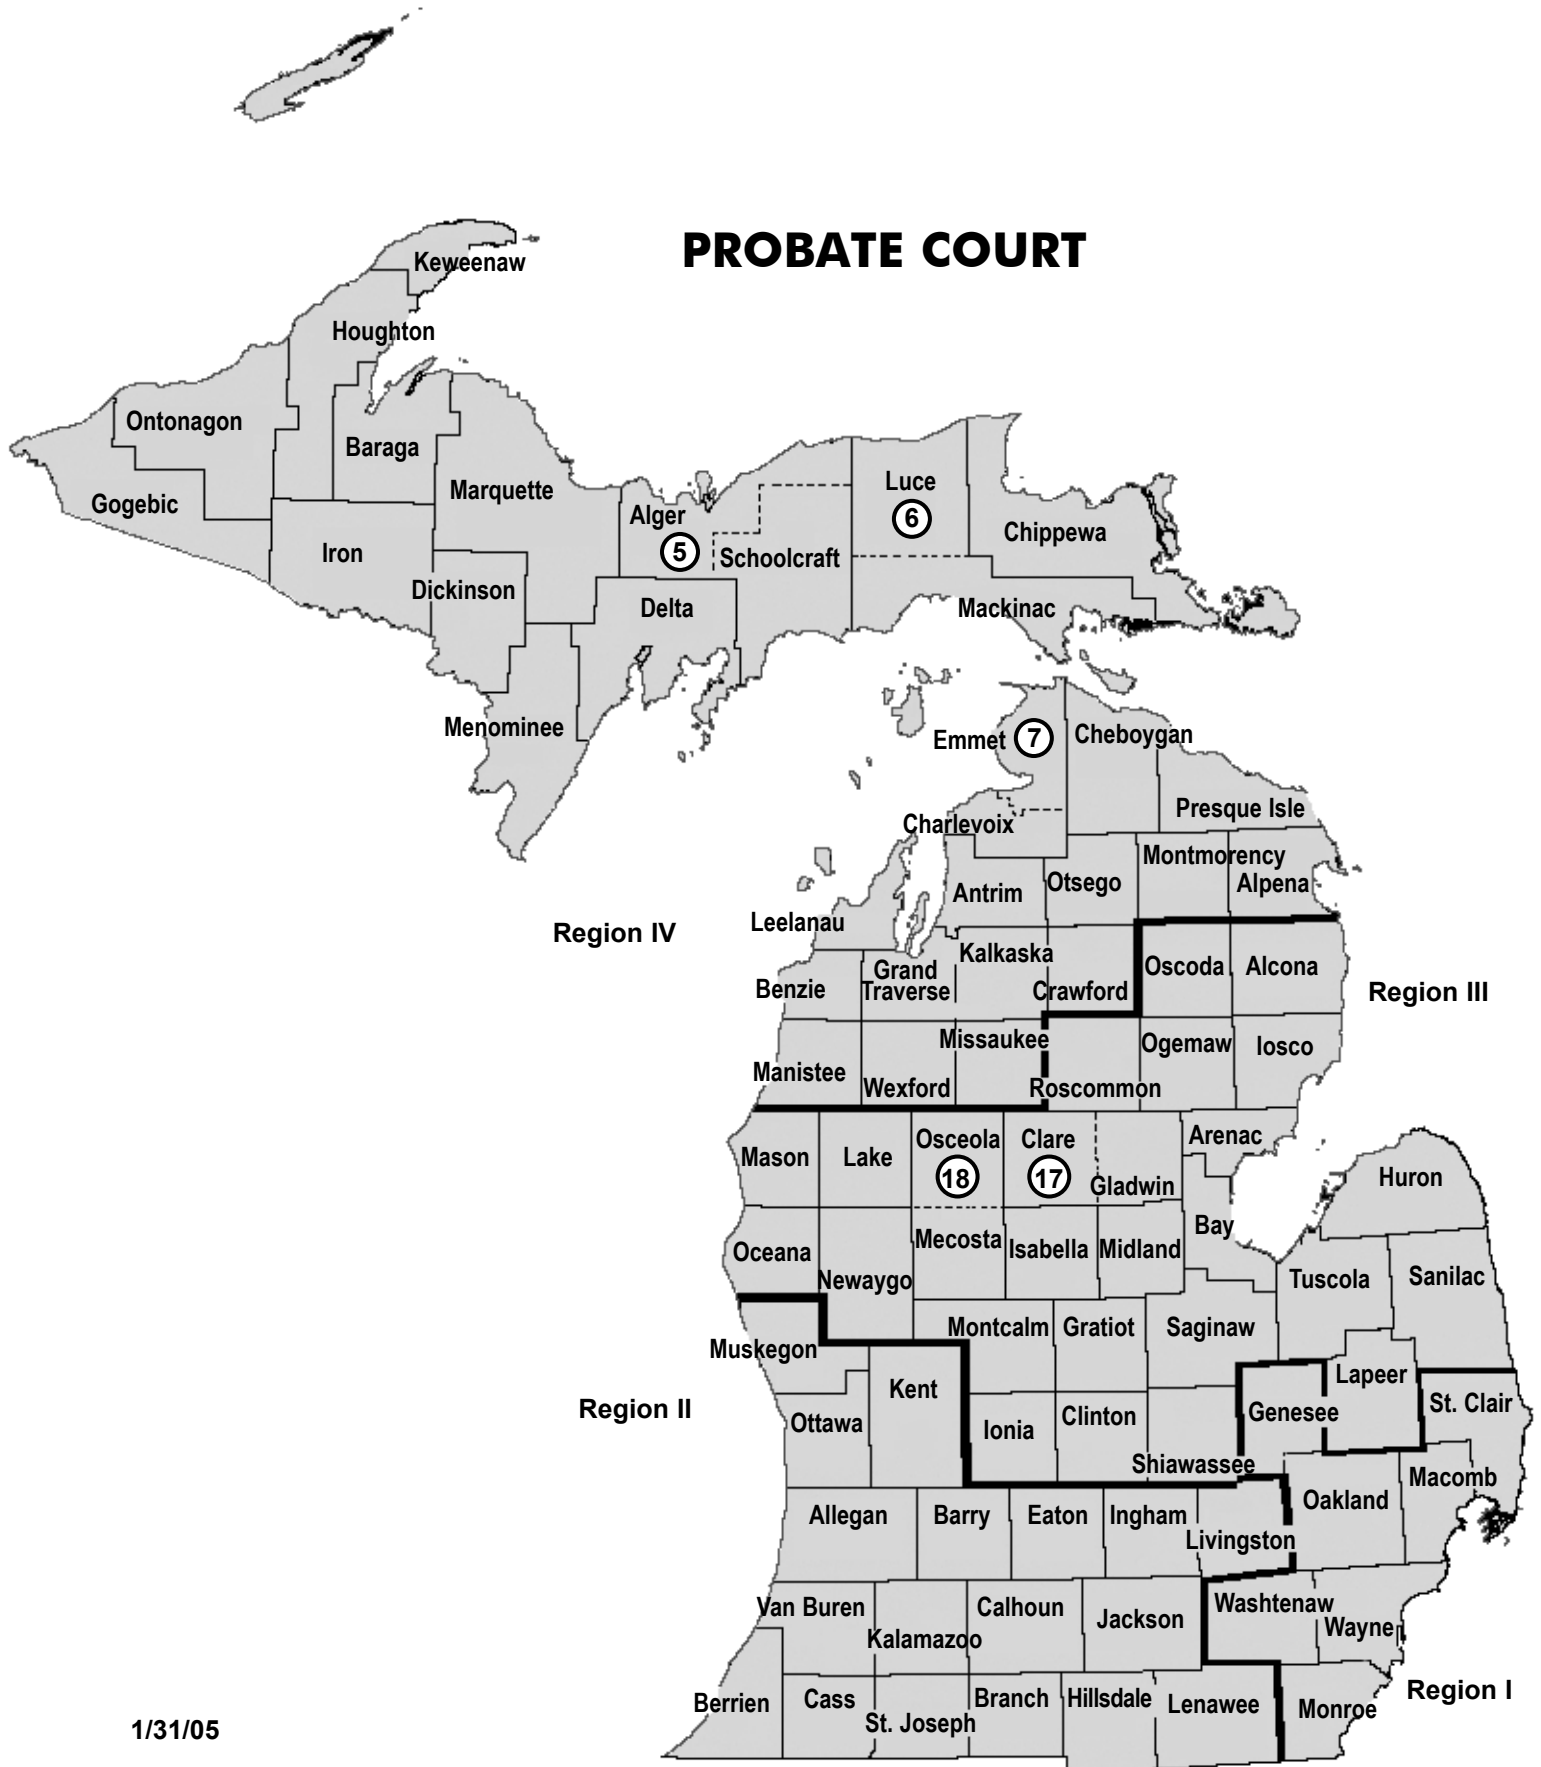 PROBATE COURT
Keweenaw
Houghton
Ontonagon
Baraga
Gogebic
Marquette
Iron
Dickinson
Menominee
Alger
5
Schoolcraft
Delta
Luce
6
Chippewa
Mackinac
Emmet
7
Cheboygan
Presque Isle
Charlevoix
Montmorency
Alpena
Antrim
Otsego
Leelanau
Region IV
Kalkaska
Grand
Traverse
Benzie
Crawford
Oscoda
Alcona
Region III
Missaukee
Manistee
Wexford
Roscommon
Ogemaw
Iosco
Mason
Lake
Osceola
18
Clare
17
Gladwin
Arenac
Huron
Bay
Oceana
Newaygo
Mecosta
Isabella
Midland
Tuscola
Sanilac
Montcalm
Gratiot
Saginaw
Muskegon
Kent
Lapeer
Region II
Ottawa
Ionia
Clinton
Shiawassee
Genesee
St. Clair
Macomb
Oakland
Allegan
Barry
Eaton
Ingham
Livingston
Van Buren
Kalamazoo
Calhoun
Jackson
Washtenaw
Wayne
Region I
Berrien
Cass
St. Joseph
Branch
Hillsdale
Lenawee
Monroe
1/31/05